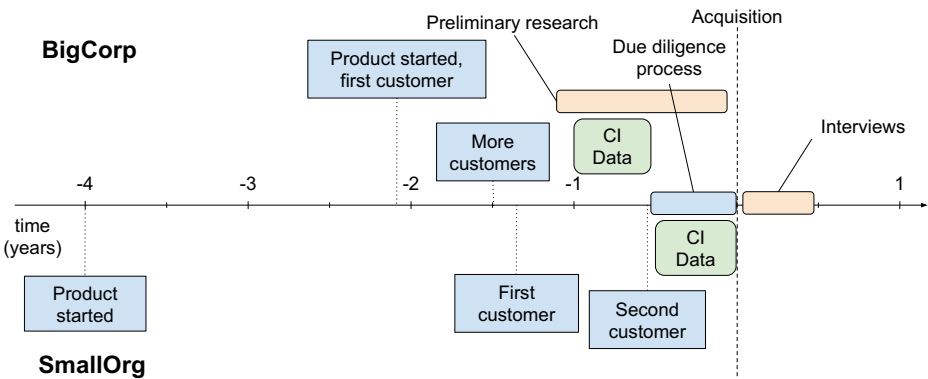 Acquisition
Preliminary research
BigCorp
Product started,
first customer
Due diligence
process
More
customers
CI
Data
Interviews
-4
-3
-2
-1
1
time
(years)
CI
Data
Product
started
First
customer
Second
customer
SmallOrg